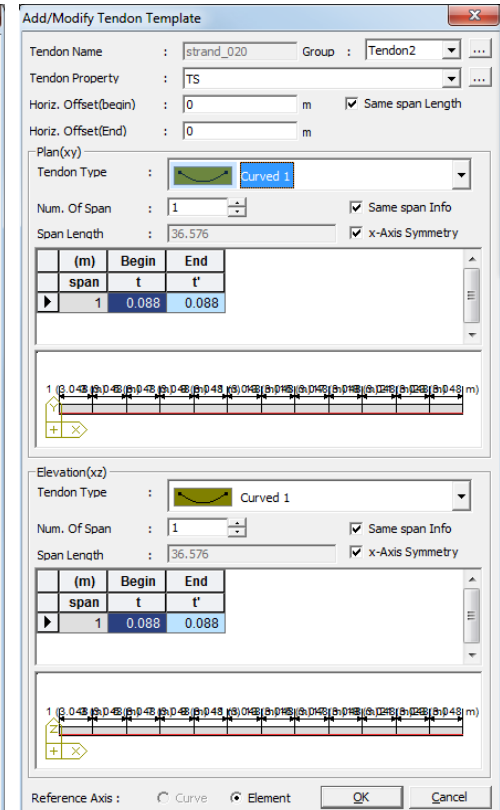 Add/Modify Tendon Template
Tendon Name : strand_020 Group : Tendon2 ...
Tendon Property : TS ...
Horiz. Offset(begin) : 0 m Same span Length
Horiz. Offset(End) : 0 m
Plan(xy)
Tendon Type : Curved 1
Num. Of Span : 1 Same span Info
Span Length : 36.576 x-Axis Symmetry
(m) Begin End
span t t'
1 0.088 0.088
Y
+ X
Elevation(xz)
Tendon Type : Curved 1
Num. Of Span : 1 Same span Info
Span Length : 36.576 x-Axis Symmetry
(m) Begin End
span t t'
1 0.088 0.088
Z
+ X
Reference Axis : Curve Element OK Cancel